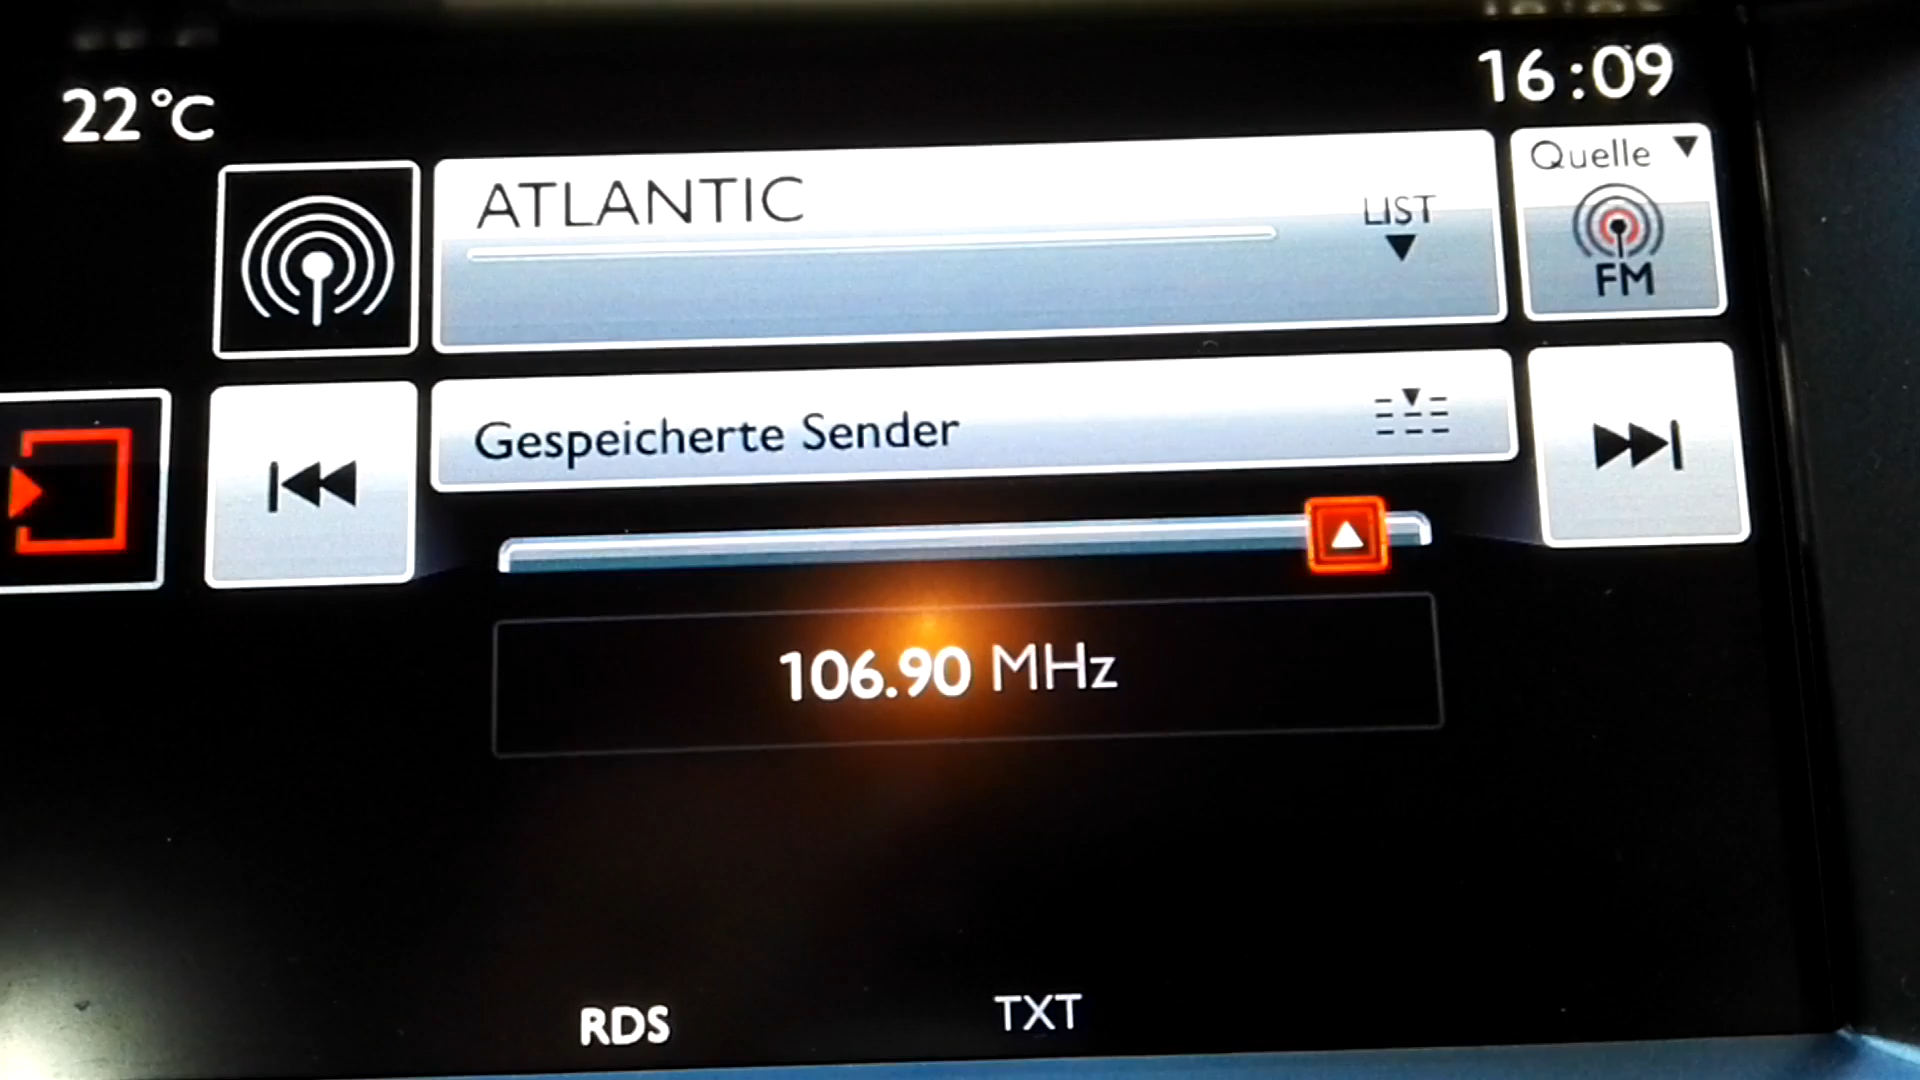 22°C
16:09
ATLANTIC
LIST
Quelle
FM
Gespeicherte Sender
106.90 MHz
RDS
TXT